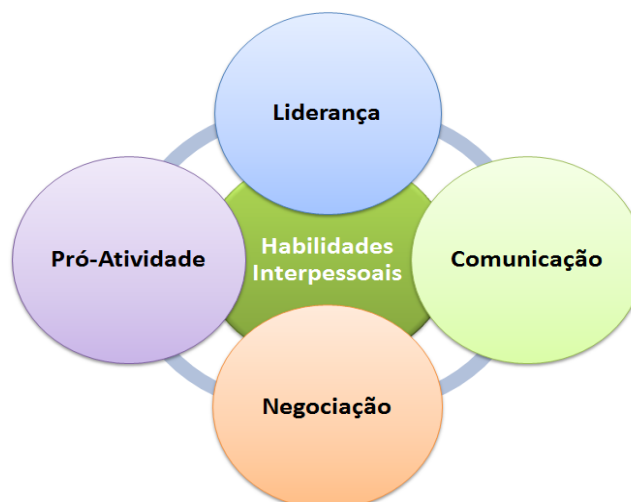 Liderança
Pró-Atividade
Habilidades
Interpessoais
Comunicação
Negociação